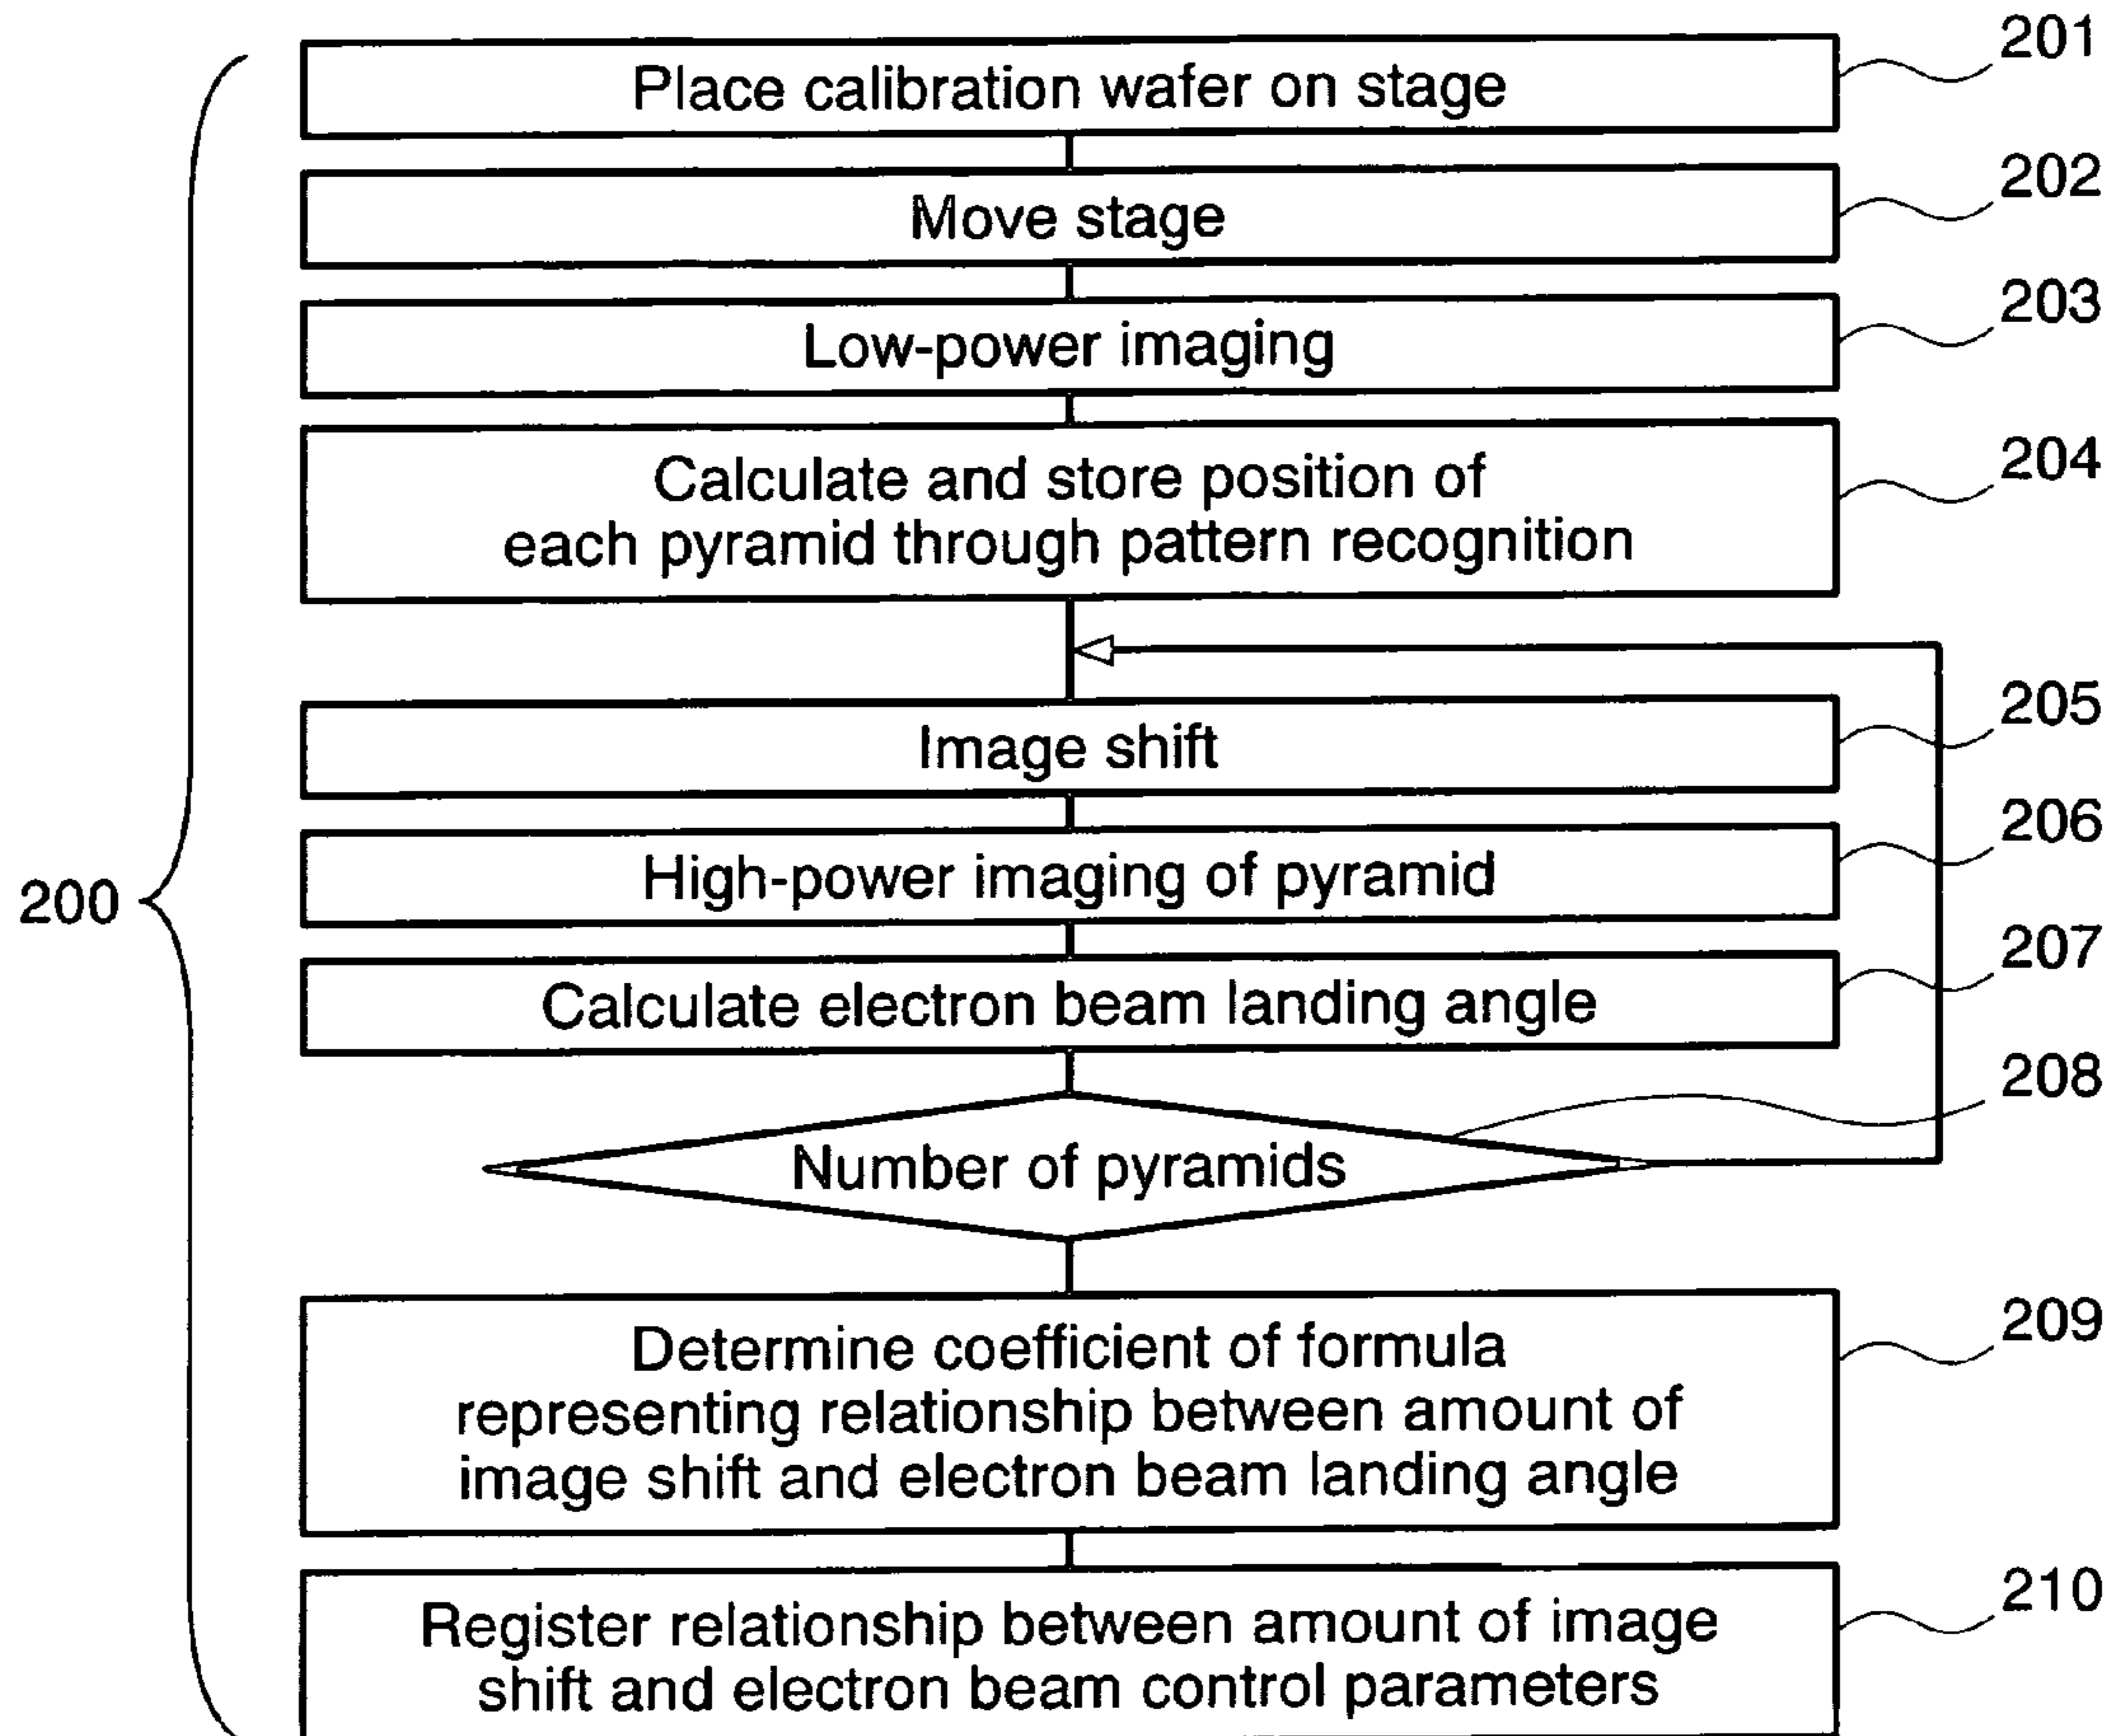 201
Place calibration wafer on stage
202
Move stage
203
Low-power imaging
204
Calculate and store position of
each pyramid through pattern recognition
205
Image shift
206
High-power imaging of pyramid
200
207
Calculate electron beam landing angle
208
Number of pyramids
209
Determine coefficient of formula
representing relationship between amount of
image shift and electron beam landing angle
210
Register relationship between amount of image
shift and electron beam control parameters